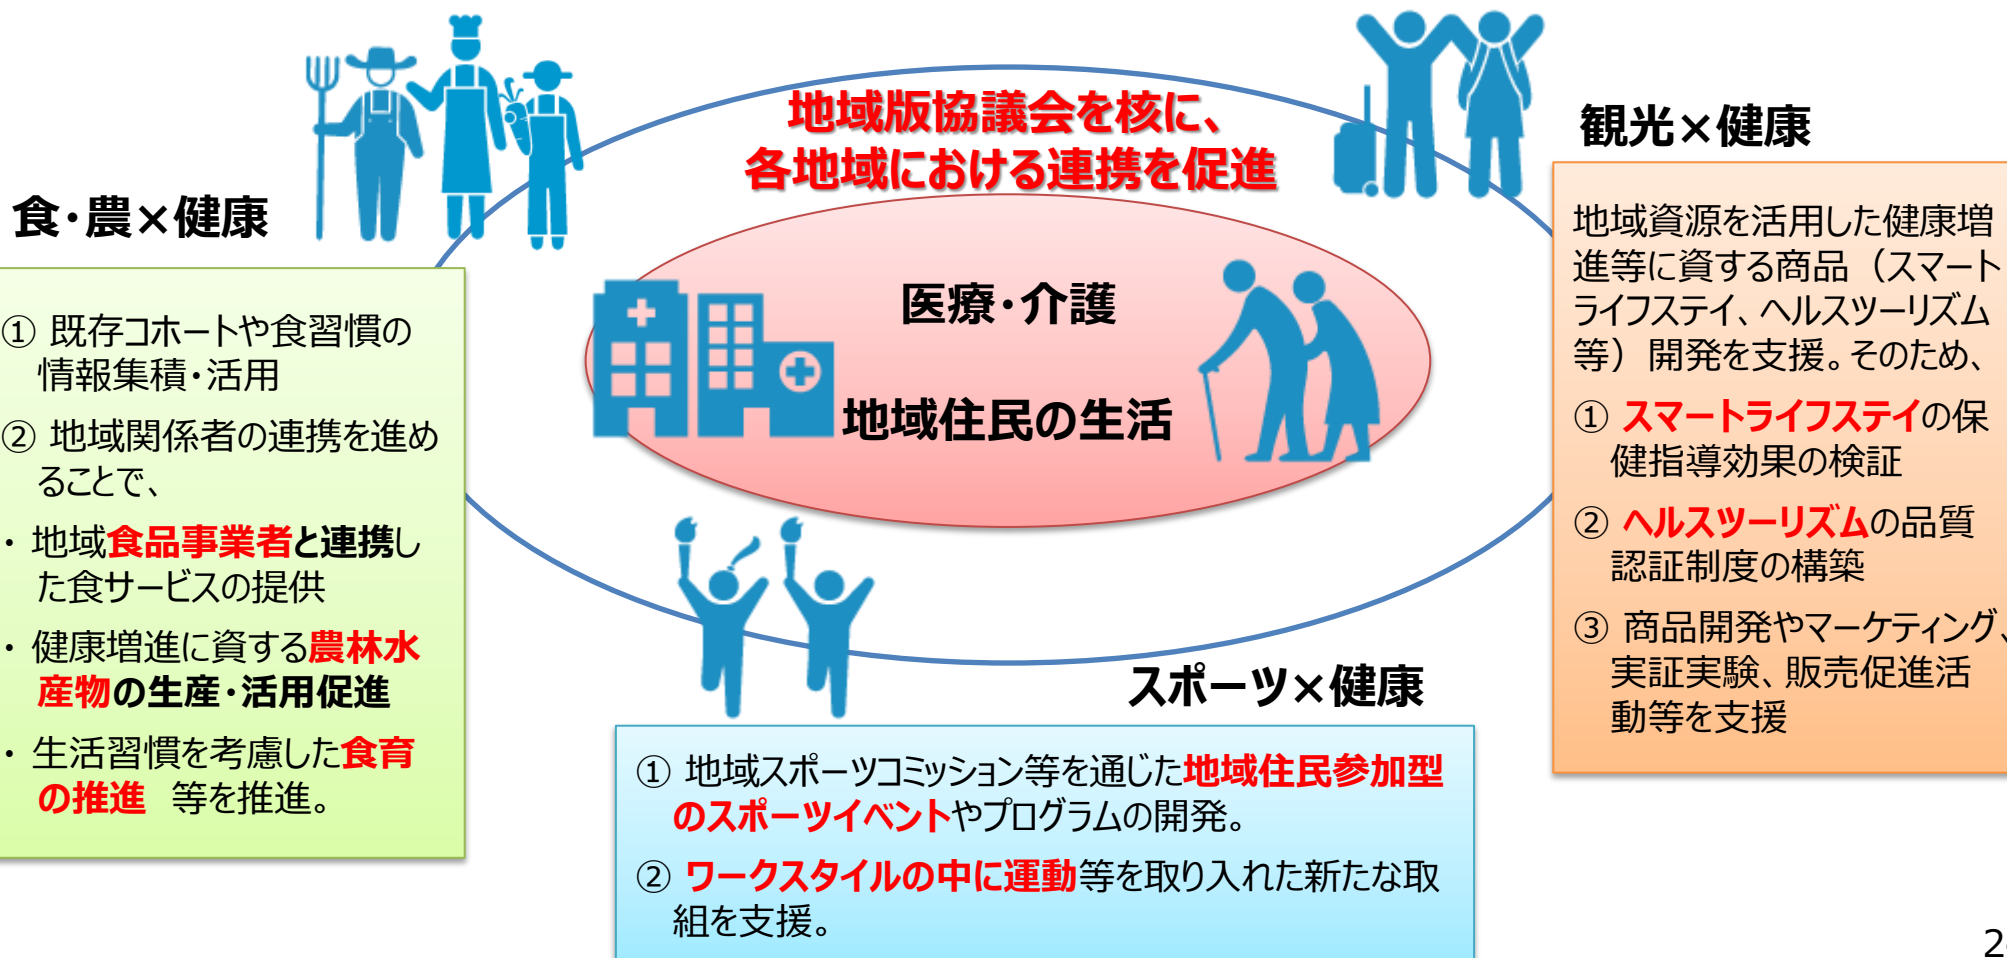 地域版協議会を核に、
各地域における連携を促進
医療・介護
地域住民の生活
食・農×健康
① 既存コホートや食習慣の
情報集積・活用
② 地域関係者の連携を進め
ることで、
・ 地域食品事業者と連携し
た食サービスの提供
・ 健康増進に資する農林水
産物の生産・活用促進
・ 生活習慣を考慮した食育
の推進 等を推進。
観光×健康
地域資源を活用した健康増
進等に資する商品（スマート
ライフステイ、ヘルスツーリズム
等）開発を支援。そのため、
① スマートライフステイの保
健指導効果の検証
② ヘルスツーリズムの品質
認証制度の構築
③ 商品開発やマーケティング、
実証実験、販売促進活
動等を支援
スポーツ×健康
① 地域スポーツコミッション等を通じた地域住民参加型
のスポーツイベントやプログラムの開発。
② ワークスタイルの中に運動等を取り入れた新たな取
組を支援。